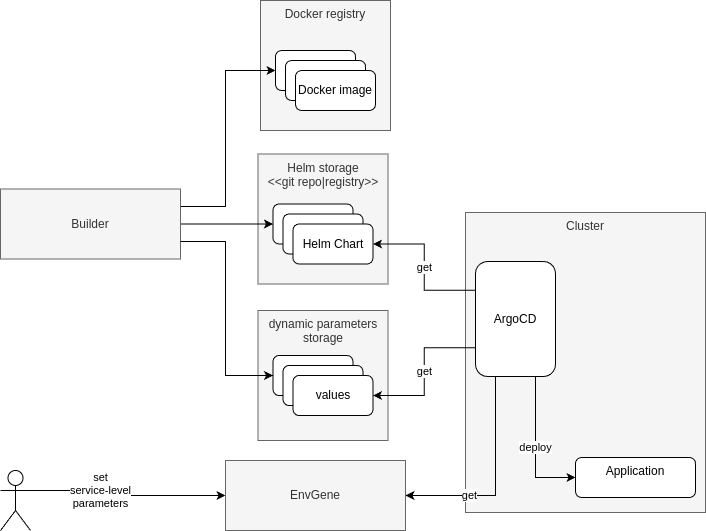 Docker registry
Docker image
Helm storage
<<git repo|registry>>
Helm Chart
Builder
Cluster
get
ArgoCD
dynamic parameters
storage
get
values
deploy
Application
set
service-level
parameters
EnvGene
get